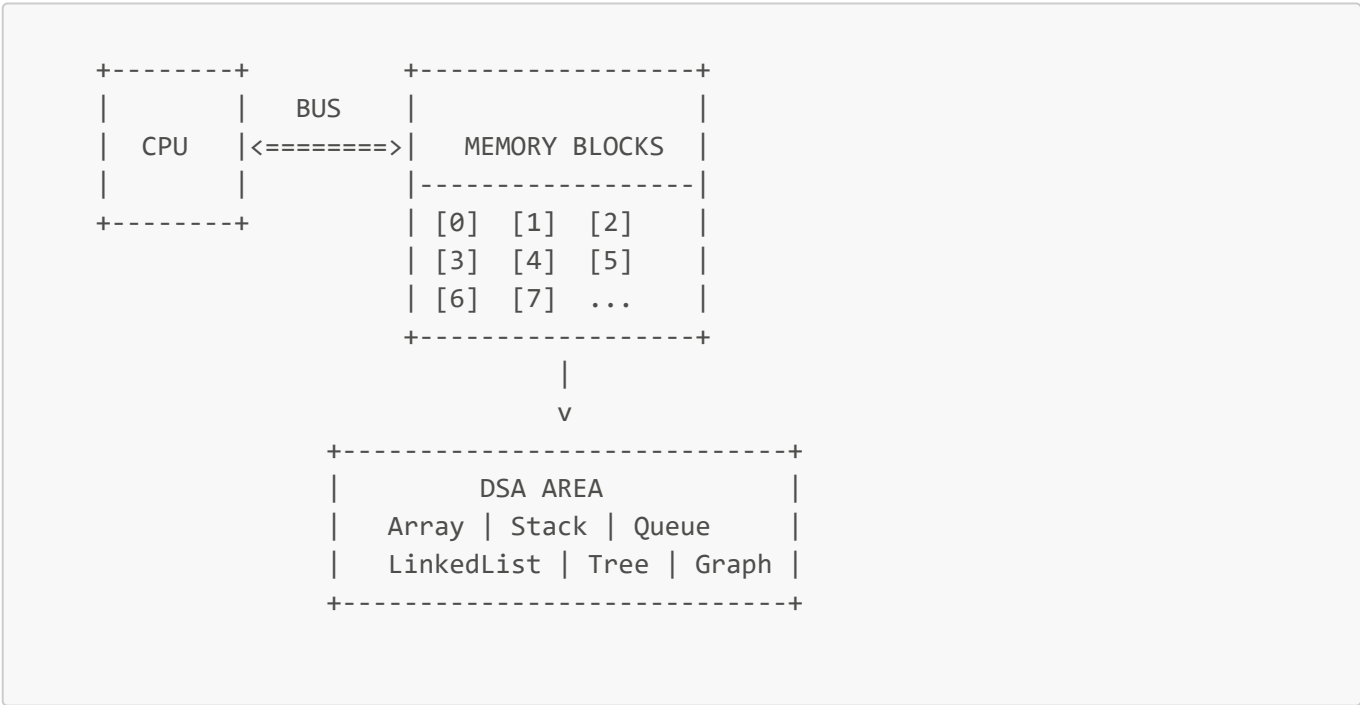 BUS
CPU MEMORY BLOCKS
[0] [1] [2]
[3] [4] [5]
[6] [7] ...
v
DSA AREA
Array | Stack | Queue
LinkedList | Tree | Graph